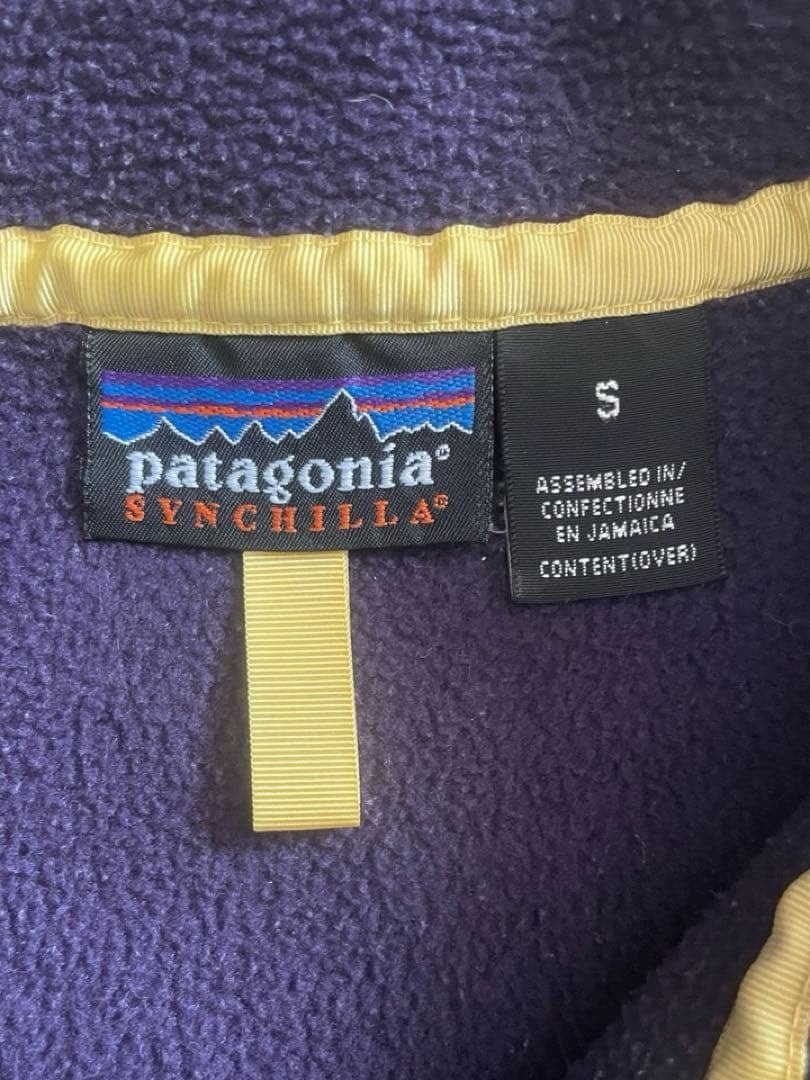 patagonia®
SYNCHILLA®
S
ASSEMBLED IN/
CONFECTIONNE
EN JAMAICA
CONTENT(OVER)